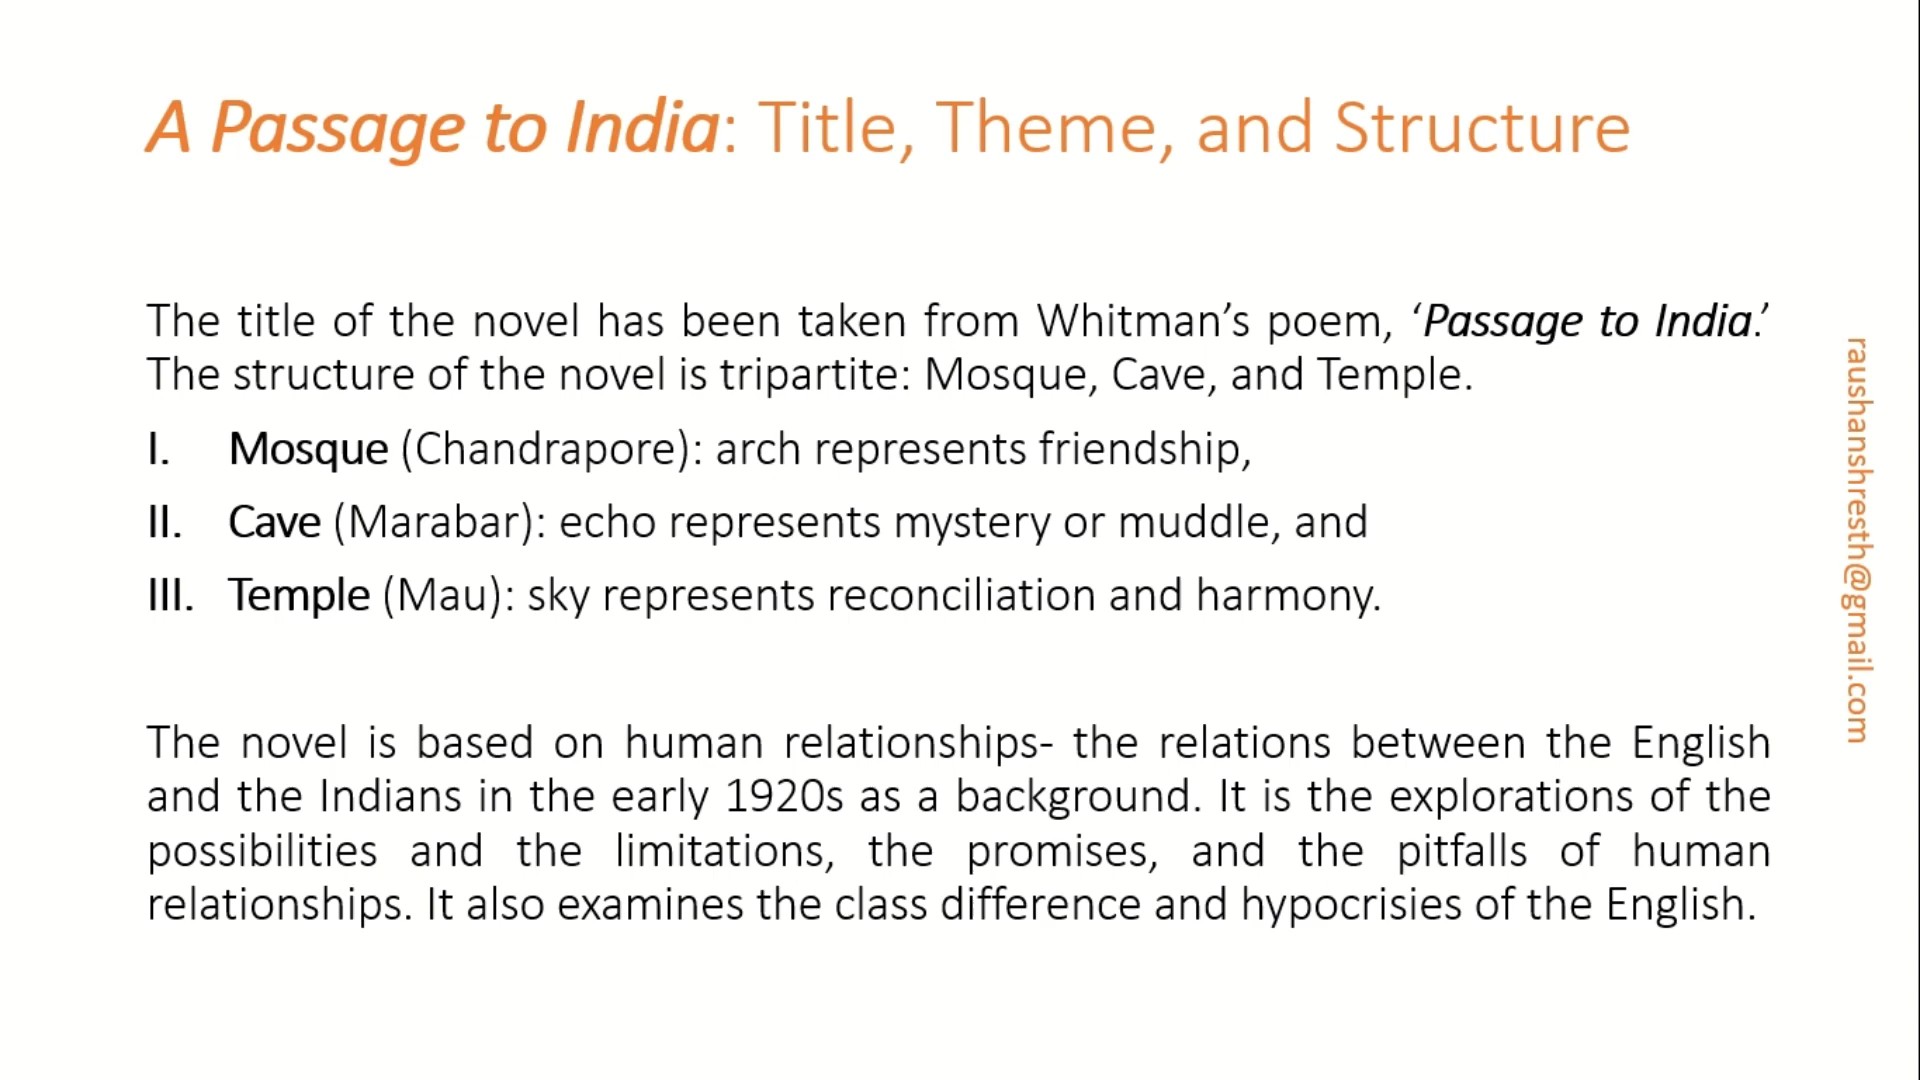 A Passage to India: Title, Theme, and Structure
The title of the novel has been taken from Whitman’s poem, ‘Passage to India.’
The structure of the novel is tripartite: Mosque, Cave, and Temple.
I. Mosque (Chandrapore): arch represents friendship,
II. Cave (Marabar): echo represents mystery or muddle, and
III. Temple (Mau): sky represents reconciliation and harmony.
The novel is based on human relationships- the relations between the English
and the Indians in the early 1920s as a background. It is the explorations of the
possibilities and the limitations, the promises, and the pitfalls of human
relationships. It also examines the class difference and hypocrisies of the English.
raushanshresth@gmail.com